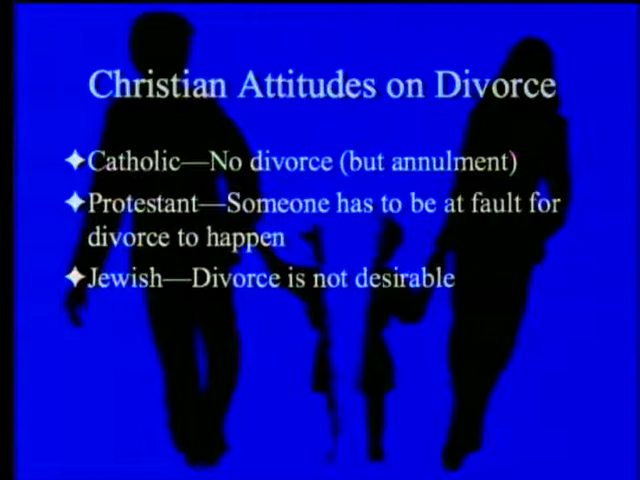 Christian Attitudes on Divorce
✦Catholic—No divorce (but annulment)
✦Protestant—Someone has to be at fault for
divorce to happen
✦Jewish—Divorce is not desirable